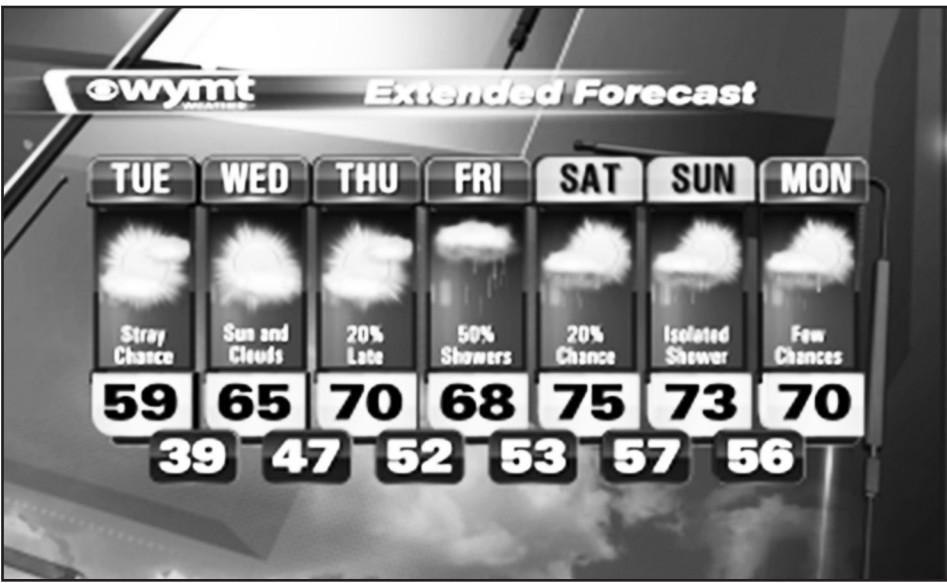 wymt Extended Forecast
WEATHER
TUE WED THU FRI SAT SUN MON
Stray Sun and 20% 50% 20% Isolated Few
Chance Clouds Late Showers Chance Shower Chances
59 65 70 68 75 73 70
39 47 52 53 57 56